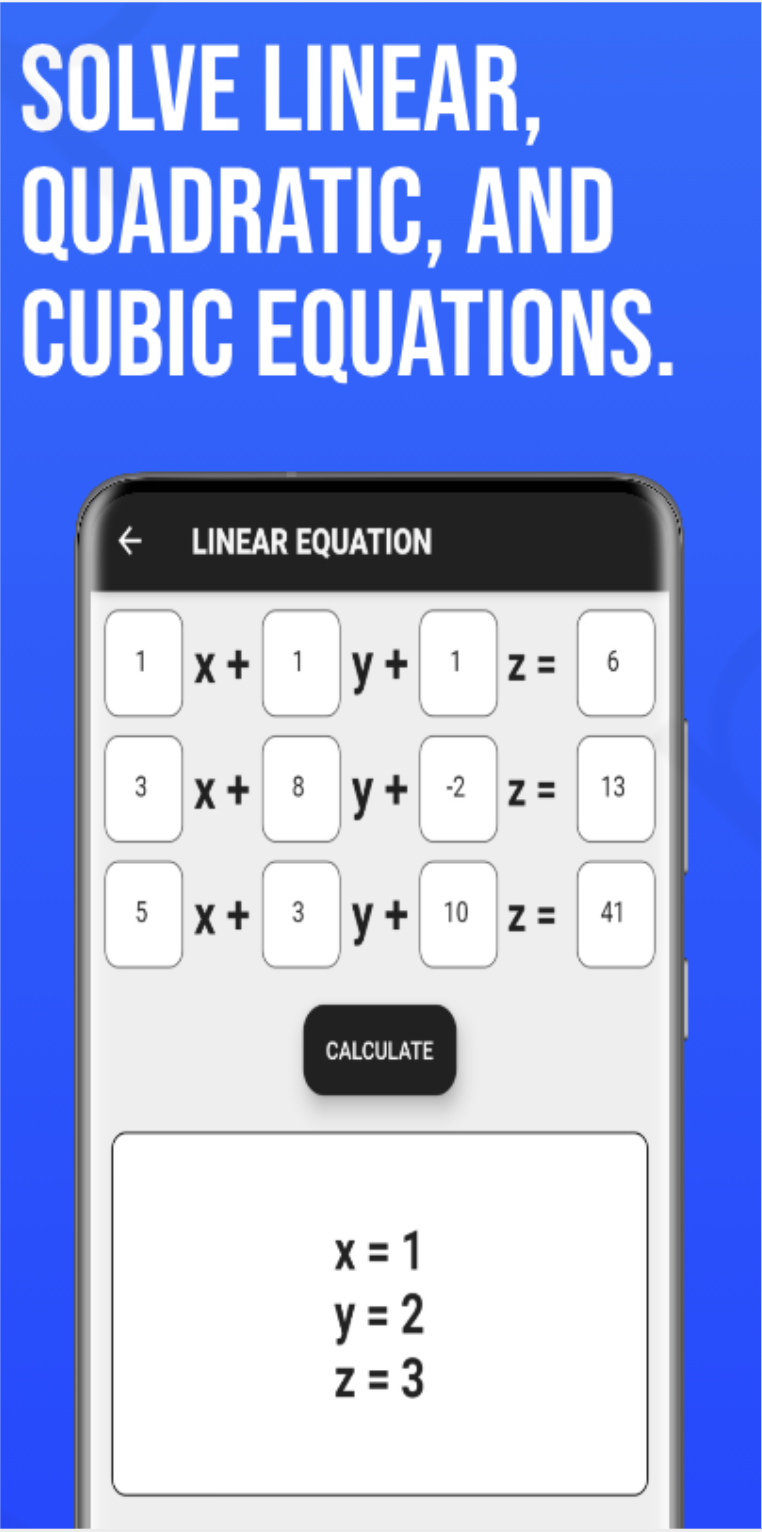 SOLVE LINEAR,
QUADRATIC, AND
CUBIC EQUATIONS.
LINEAR EQUATION
1 x + 1 y + 1 z = 6
3 x + 8 y + -2 z = 13
5 x + 3 y + 10 z = 41
CALCULATE
x = 1
y = 2
z = 3